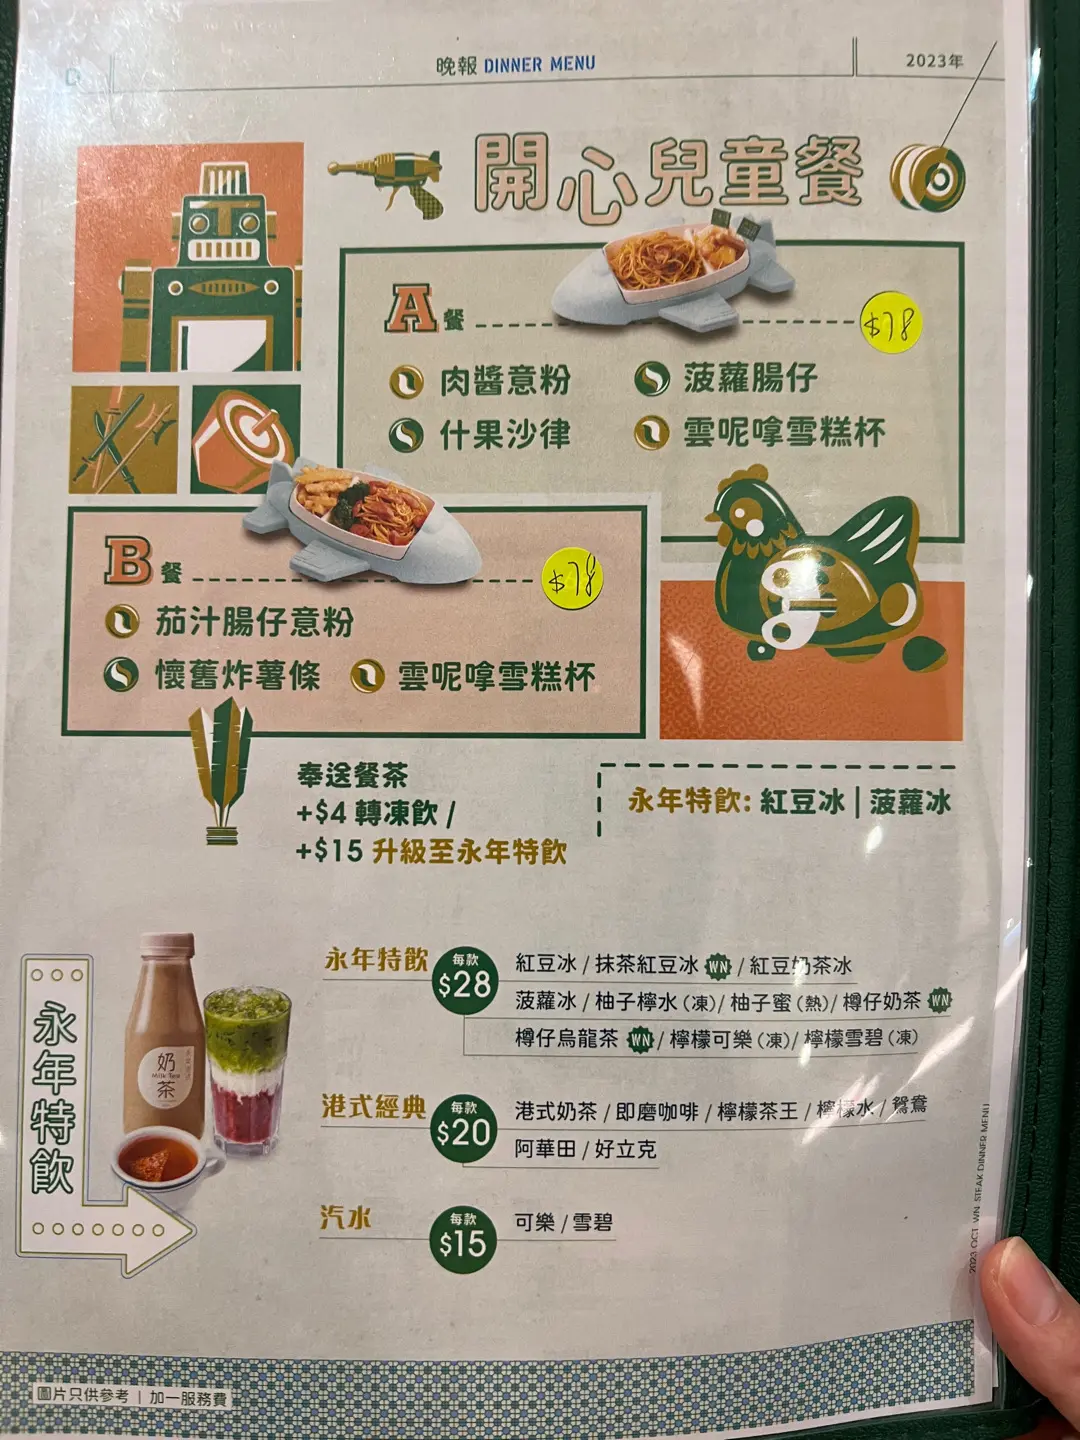 晚報 DINNER MENU
2023年
開心兒童餐
A餐 $78
肉醬意粉 菠蘿腸仔
什果沙律 雲呢嗱雪糕杯
B餐 $78
茄汁腸仔意粉
懷舊炸薯條 雲呢嗱雪糕杯
奉送餐茶
+$4 轉凍飲 /
+$15 升級至永年特飲
永年特飲: 紅豆冰 | 菠蘿冰
永年特飲
奶茶
Milk Tea
永年特飲 每款 $28 紅豆冰 / 抹茶紅豆冰 WN / 紅豆奶茶冰
菠蘿冰 / 柚子檸水 (凍) / 柚子蜜 (熱) / 樽仔奶茶 WN
樽仔烏龍茶 WN / 檸檬可樂 (凍) / 檸檬雪碧 (凍)
港式經典 每款 $20 港式奶茶 / 即磨咖啡 / 檸檬茶王 / 檸檬水 / 鴛鴦
阿華田 / 好立克
汽水 每款 $15 可樂 / 雪碧
2023 OCT WN STEAK DINNER MENU
圖片只供參考 | 加一服務費